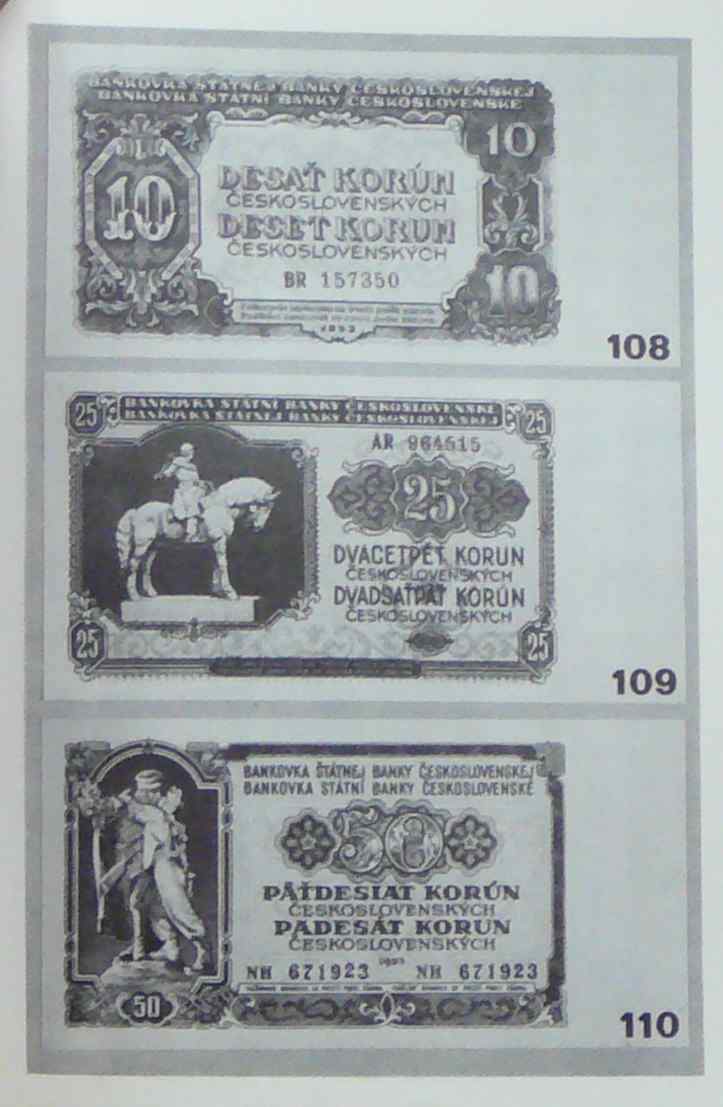 BANKOVKA STÁTNEJ BANKY ČESKOSLOVENSKEJ
BANKOVKA STÁTNÍ BANKY ČESKOSLOVENSKÉ
10
10
DESAŤ KORÚN
ČESKOSLOVENSKÝCH
DESET KORUN
ČESKOSLOVENSKÝCH
BR 157350
10
1953
108
25
BANKOVKA STÁTNÍ BANKY ČESKOSLOVENSKÉ
BANKOVKA STÁTNEJ BANKY ČESKOSLOVENSKEJ
25
AR 964515
25
DVACETPĚT KORUN
ČESKOSLOVENSKÝCH
DVADSAŤPÄŤ KORÚN
ČESKOSLOVENSKÝCH
25
25
109
BANKOVKA ŠTÁTNEJ BANKY ČESKOSLOVENSKEJ
BANKOVKA STÁTNÍ BANKY ČESKOSLOVENSKÉ
50
PÄŤDESIAT KORÚN
ČESKOSLOVENSKÝCH
PADESÁT KORUN
ČESKOSLOVENSKÝCH
1953
NH 671923 NH 671923
50
110